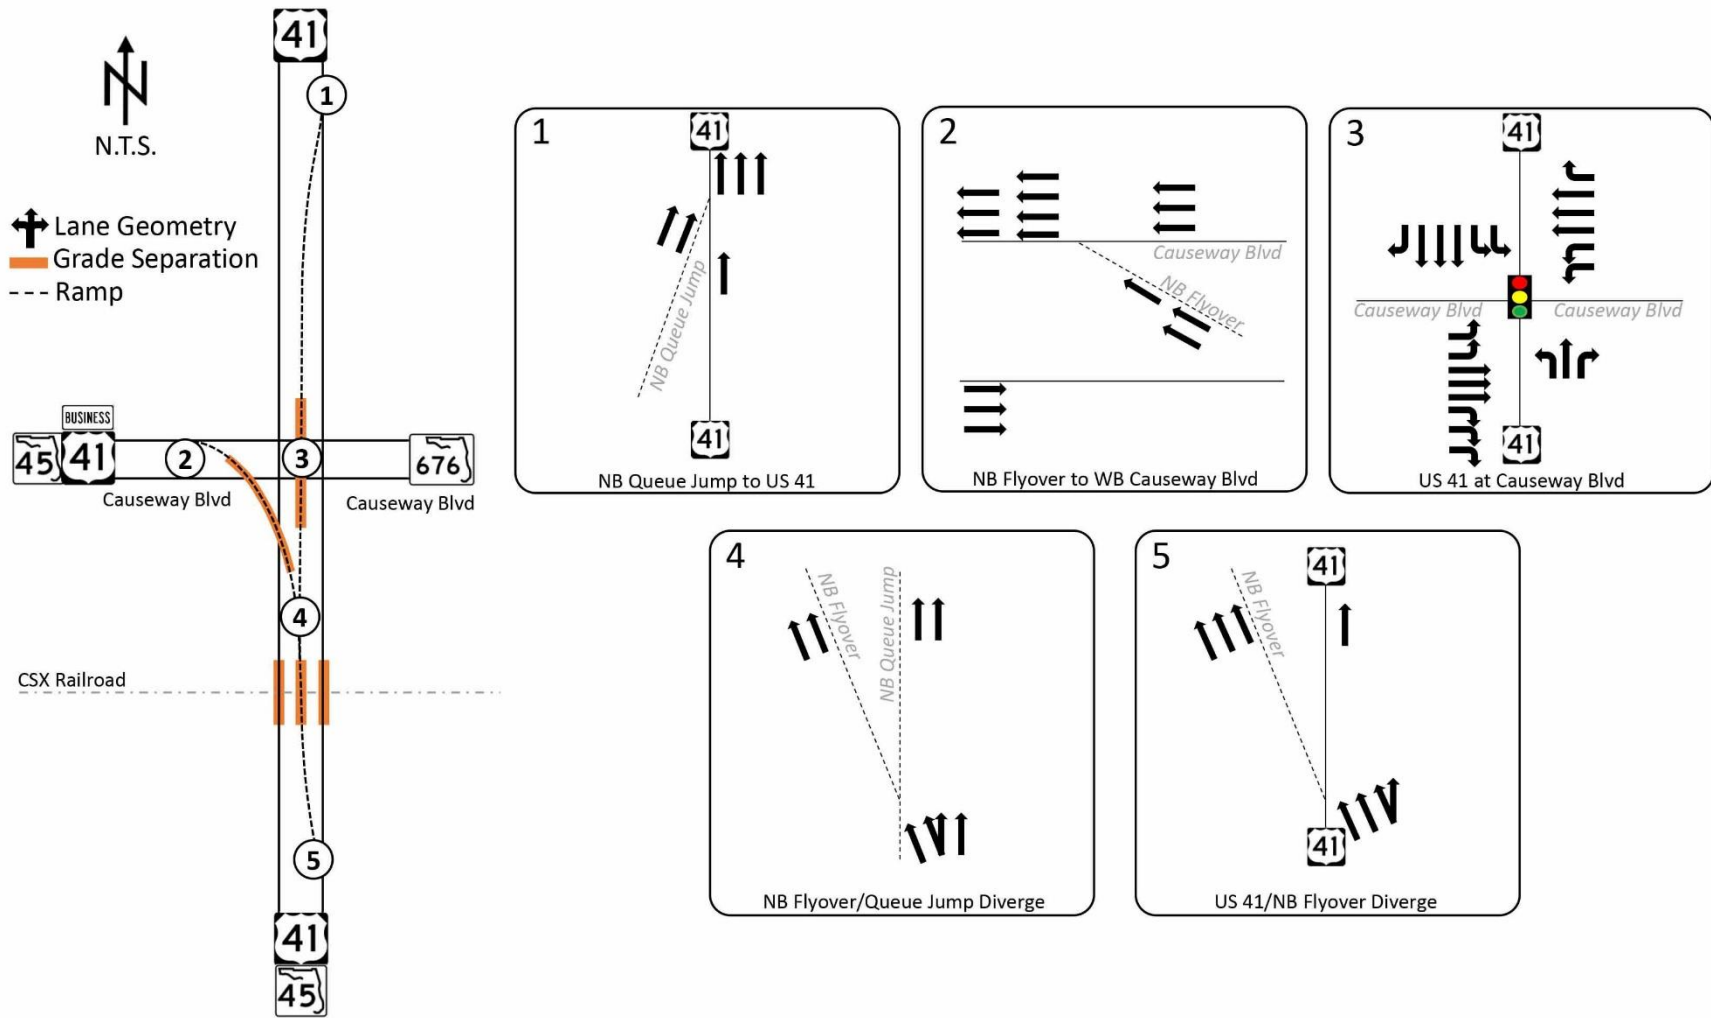 41
1
N
N.T.S.
Lane Geometry
Grade Separation
Ramp
BUSINESS
45
41
2
3
676
Causeway Blvd
Causeway Blvd
4
CSX Railroad
5
41
45
1
41
NB Queue Jump
41
NB Queue Jump to US 41
2
Causeway Blvd
NB Flyover
NB Flyover to WB Causeway Blvd
3
41
Causeway Blvd
Causeway Blvd
41
US 41 at Causeway Blvd
4
NB Flyover
NB Queue Jump
NB Flyover/Queue Jump Diverge
5
41
NB Flyover
41
US 41/NB Flyover Diverge